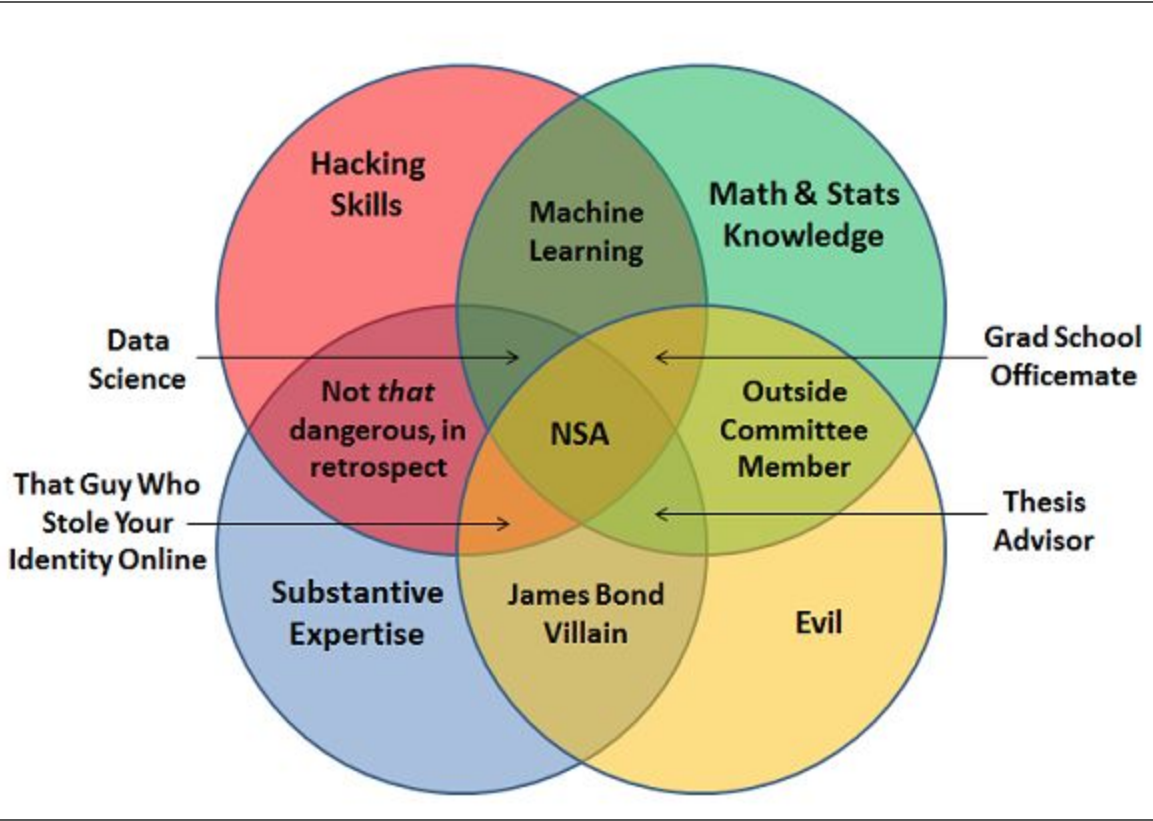 Hacking
Skills
Math & Stats
Knowledge
Machine
Learning
Data
Science
Grad School
Officemate
Not that
dangerous, in
retrospect
NSA
Outside
Committee
Member
That Guy Who
Stole Your
Identity Online
Thesis
Advisor
Substantive
Expertise
James Bond
Villain
Evil